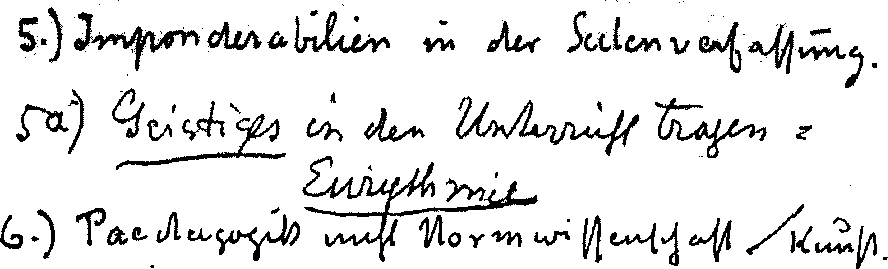 5.) Imponderabilien in der Seelenverfassung.
5a) Geistiges in den Unterricht tragen =
Eurythmie
6.) Paedagogik nicht Normwissenschaft / Kunst.